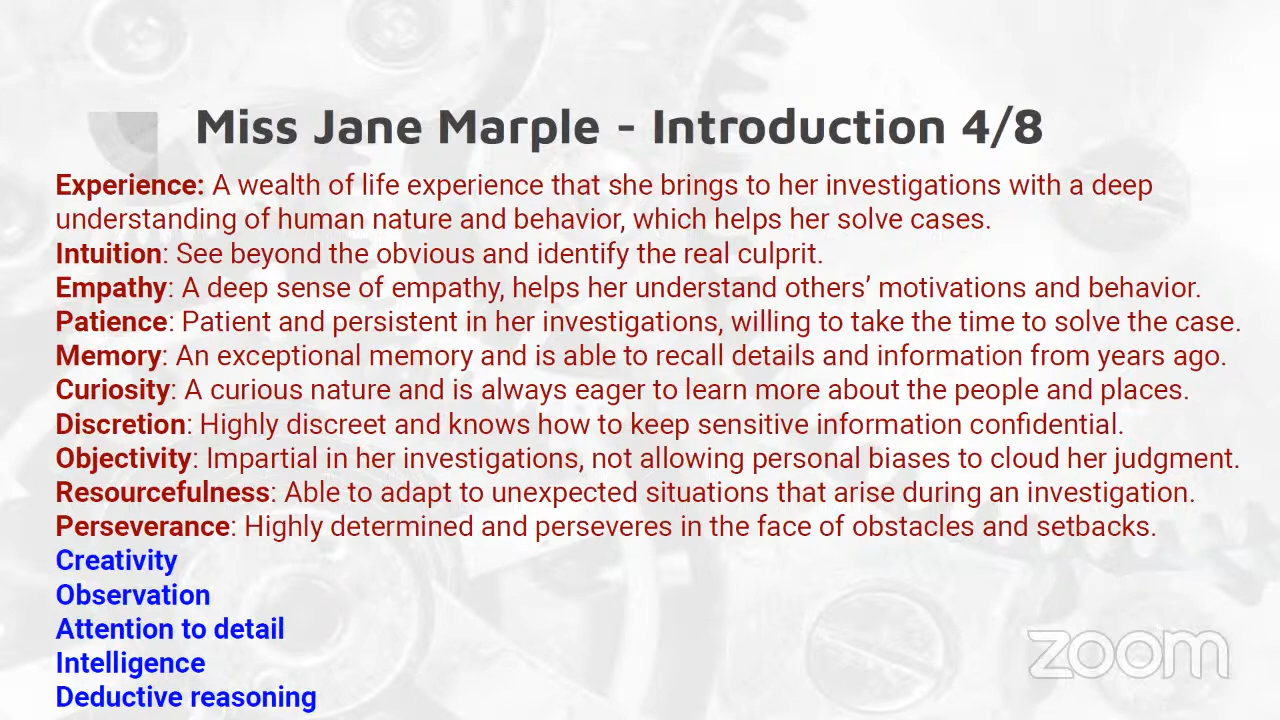 Miss Jane Marple - Introduction 4/8
Experience: A wealth of life experience that she brings to her investigations with a deep
understanding of human nature and behavior, which helps her solve cases.
Intuition: See beyond the obvious and identify the real culprit.
Empathy: A deep sense of empathy, helps her understand others’ motivations and behavior.
Patience: Patient and persistent in her investigations, willing to take the time to solve the case.
Memory: An exceptional memory and is able to recall details and information from years ago.
Curiosity: A curious nature and is always eager to learn more about the people and places.
Discretion: Highly discreet and knows how to keep sensitive information confidential.
Objectivity: Impartial in her investigations, not allowing personal biases to cloud her judgment.
Resourcefulness: Able to adapt to unexpected situations that arise during an investigation.
Perseverance: Highly determined and perseveres in the face of obstacles and setbacks.
Creativity
Observation
Attention to detail
Intelligence
Deductive reasoning
zoom